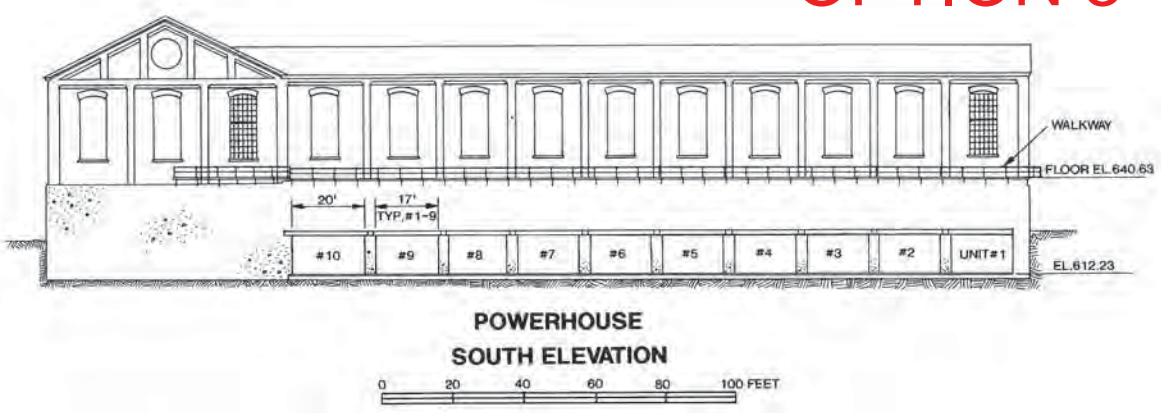 WALKWAY
FLOOR EL.640.63
20'
17'
TYP.#1-9
#10
#9
#8
#7
#6
#5
#4
#3
#2
UNIT#1
EL.612.23
POWERHOUSE
SOUTH ELEVATION
0 20 40 60 80 100 FEET